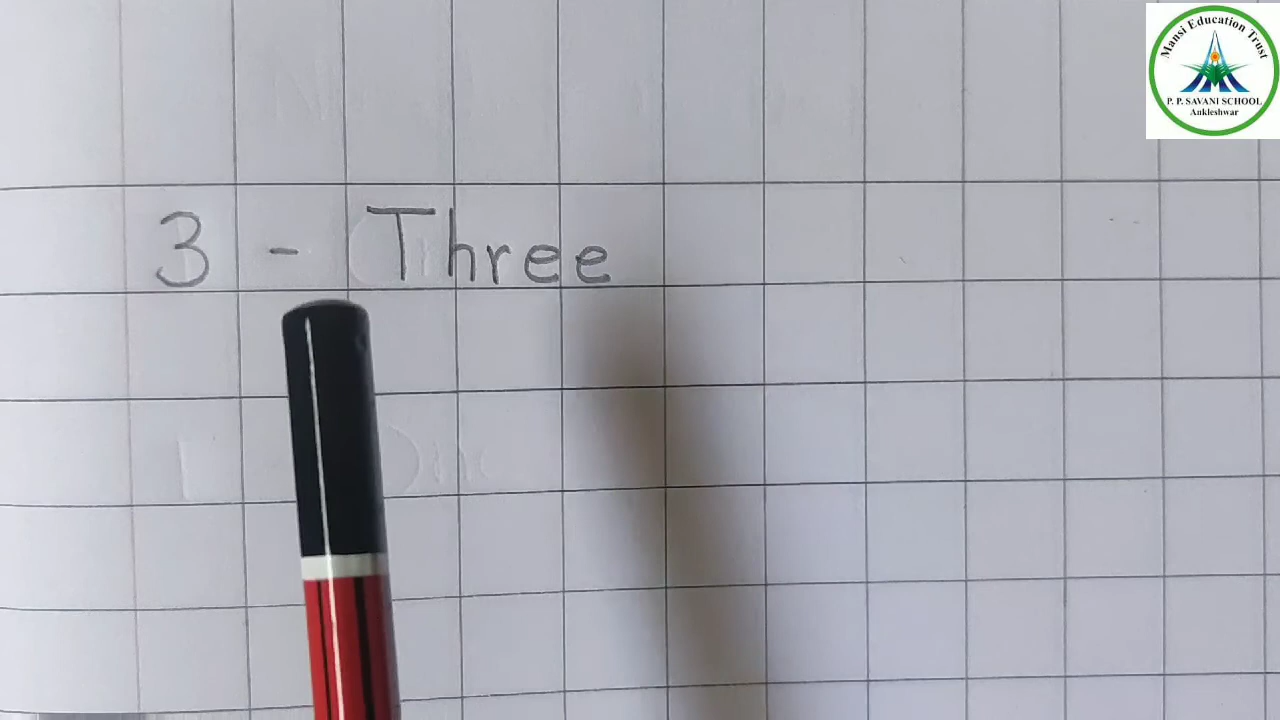 Mansi Education Trust
P. P. SAVANI SCHOOL
Ankleshwar
3 - Three